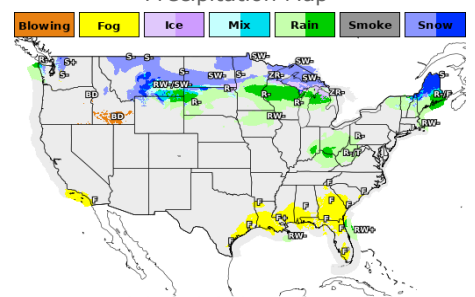 Precipitation Map
Blowing Fog Ice Mix Rain Smoke Snow
R- S+ S- S- SW- SW- S-
S- SW- ZR- SW-
BD RW-/SW- R- R- ZR- R-/F
R- R- R-
BD RW- RW-
R-
R-/F
F
F F F F
F F+ F F RW+
F RW-
F